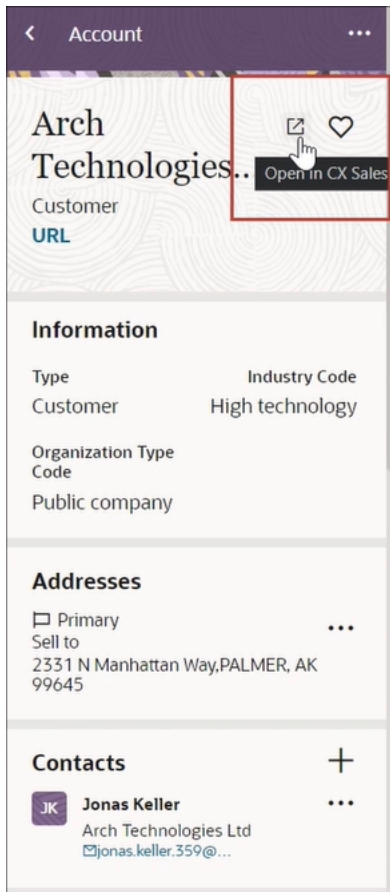 Account
Arch
Technologies...
Open in CX Sales
Customer
URL
Information
Type
Industry Code
Customer
High technology
Organization Type
Code
Public company
Addresses
Primary
Sell to
2331 N Manhattan Way,PALMER, AK
99645
Contacts
JK
Jonas Keller
Arch Technologies Ltd
jonas.keller.359@...